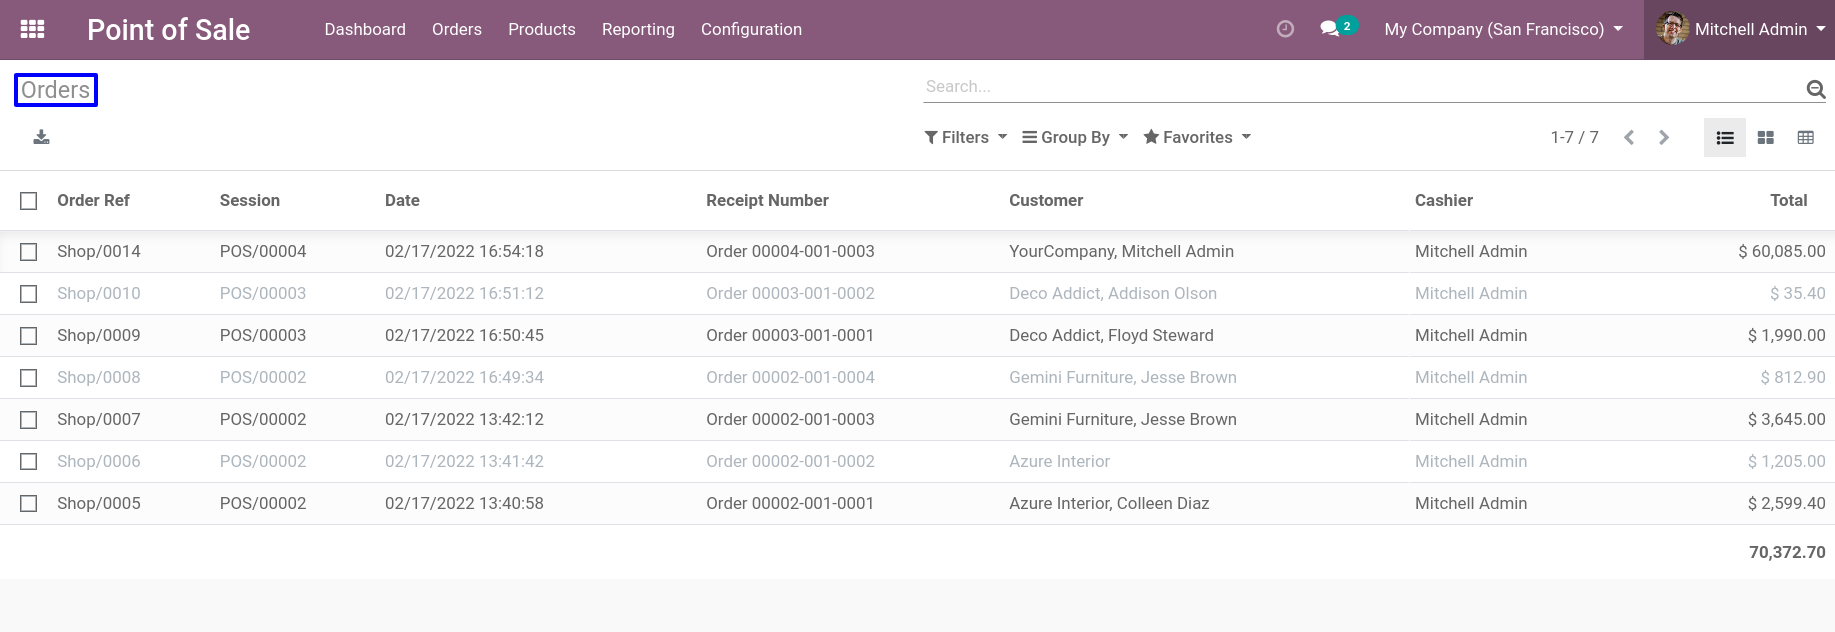 Point of Sale Dashboard Orders Products Reporting Configuration 2 My Company (San Francisco) Mitchell Admin
Orders
Search...
Filters Group By Favorites 1-7 / 7
Order Ref Session Date Receipt Number Customer Cashier Total
Shop/0014 POS/00004 02/17/2022 16:54:18 Order 00004-001-0003 YourCompany, Mitchell Admin Mitchell Admin $ 60,085.00
Shop/0010 POS/00003 02/17/2022 16:51:12 Order 00003-001-0002 Deco Addict, Addison Olson Mitchell Admin $ 35.40
Shop/0009 POS/00003 02/17/2022 16:50:45 Order 00003-001-0001 Deco Addict, Floyd Steward Mitchell Admin $ 1,990.00
Shop/0008 POS/00002 02/17/2022 16:49:34 Order 00002-001-0004 Gemini Furniture, Jesse Brown Mitchell Admin $ 812.90
Shop/0007 POS/00002 02/17/2022 13:42:12 Order 00002-001-0003 Gemini Furniture, Jesse Brown Mitchell Admin $ 3,645.00
Shop/0006 POS/00002 02/17/2022 13:41:42 Order 00002-001-0002 Azure Interior Mitchell Admin $ 1,205.00
Shop/0005 POS/00002 02/17/2022 13:40:58 Order 00002-001-0001 Azure Interior, Colleen Diaz Mitchell Admin $ 2,599.40
70,372.70